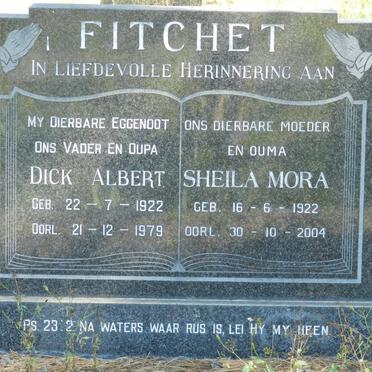 FITCHET
IN LIEFDEVOLLE HERINNERING AAN
MY DIERBARE EGGENOOT
ONS VADER EN OUPA
DICK ALBERT
GEB. 22 - 7 - 1922
OORL. 21 - 12 - 1979
ONS DIERBARE MOEDER
EN OUMA
SHEILA MORA
GEB. 16 - 6 - 1922
OORL. 30 - 10 - 2004
PS. 23:2 NA WATERS WAAR RUS IS, LEI HY MY HEEN